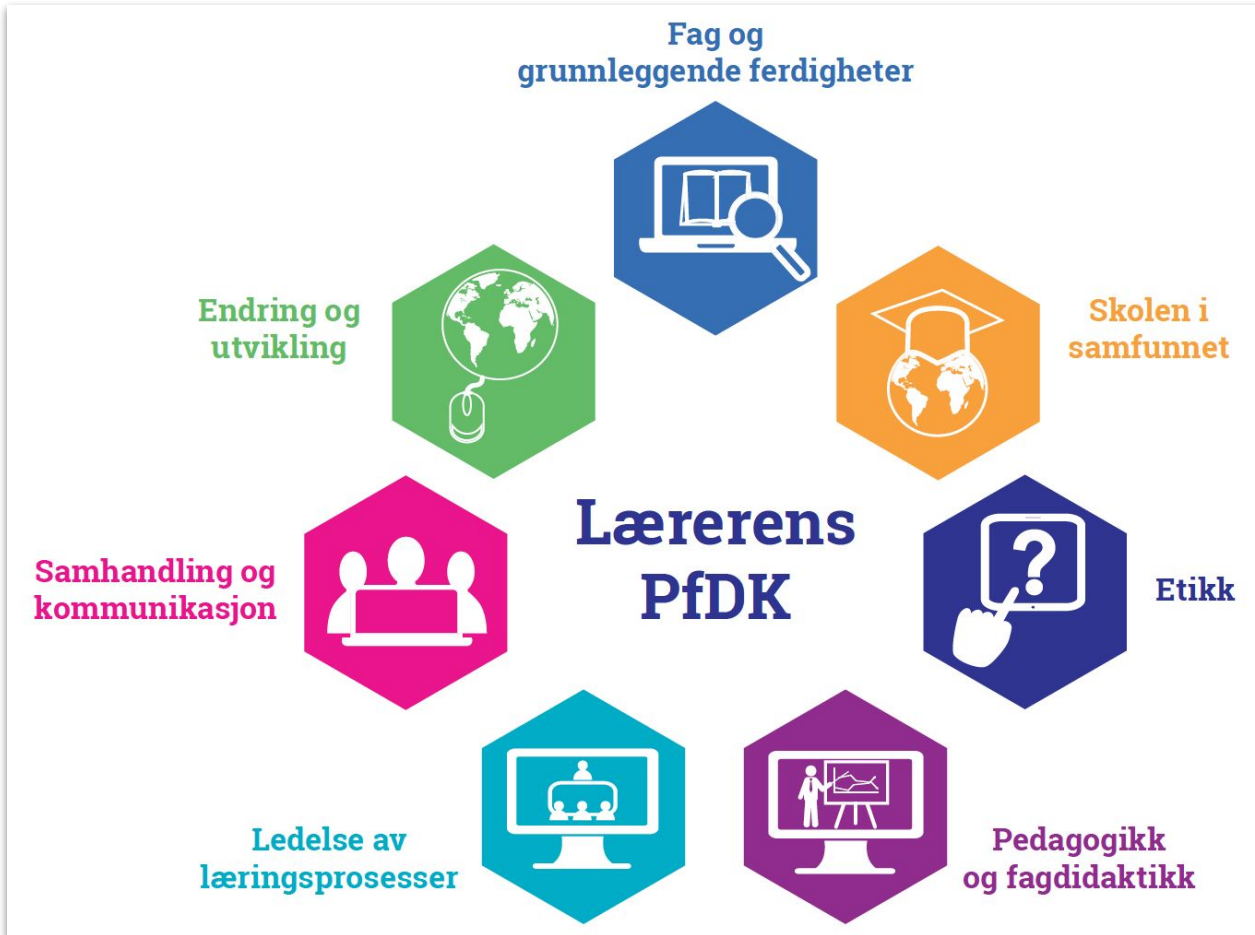 Fag og
grunnleggende ferdigheter
Endring og
utvikling
Skolen i
samfunnet
Lærerens
PfDK
Samhandling og
kommunikasjon
Etikk
?
Ledelse av
læringsprosesser
Pedagogikk
og fagdidaktikk